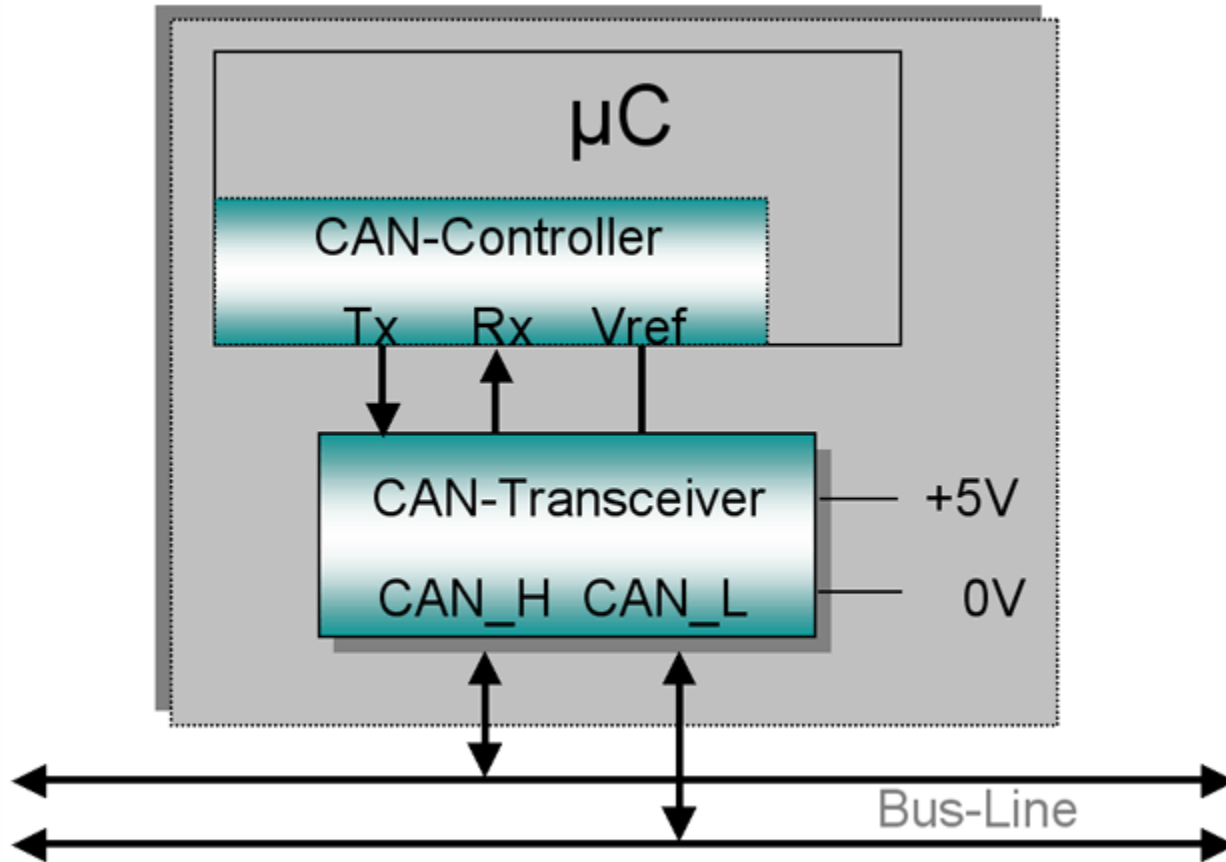 µC
CAN-Controller
Tx Rx Vref
CAN-Transceiver
+5V
CAN_H CAN_L
0V
Bus-Line